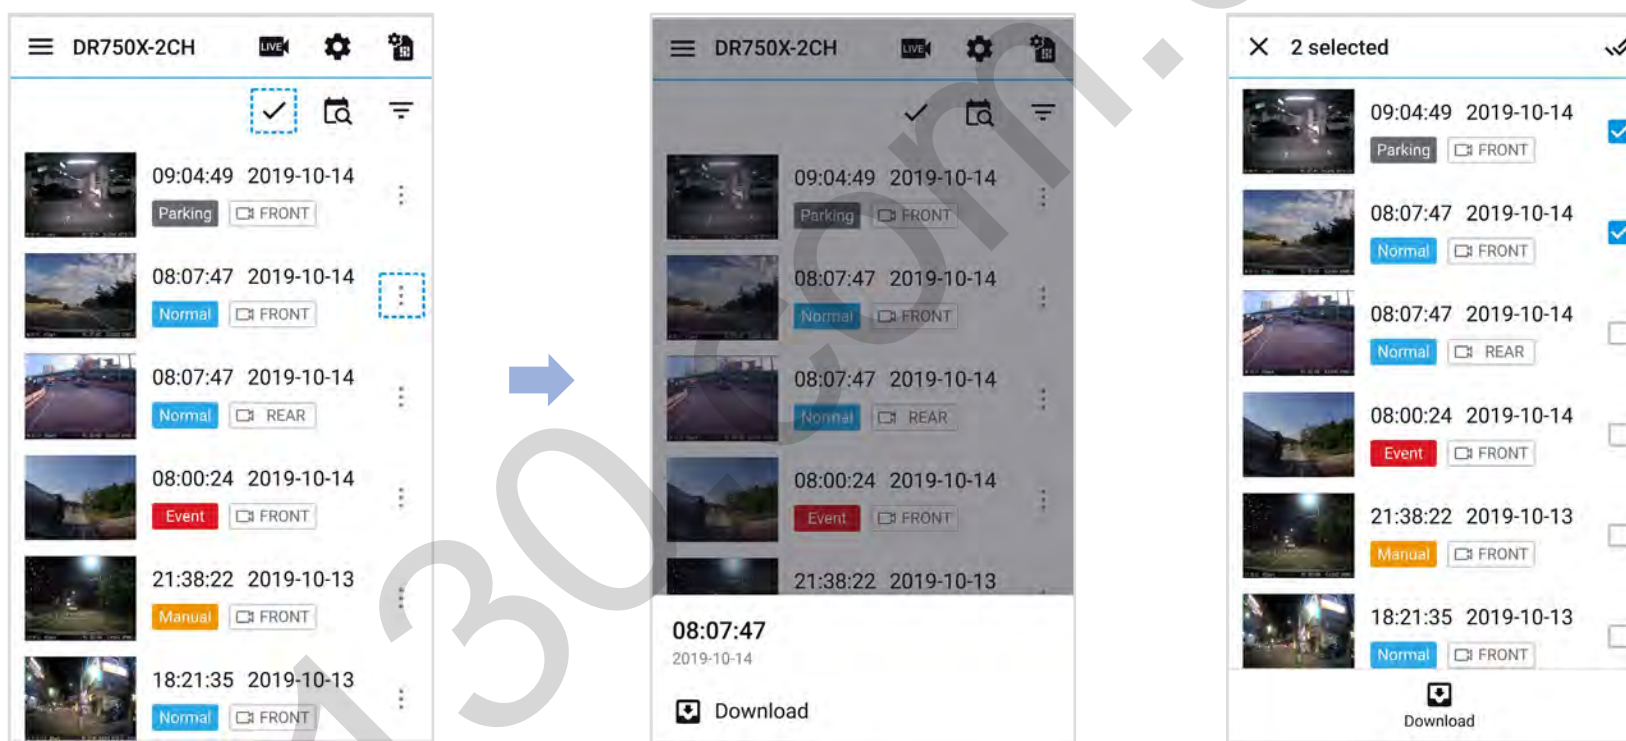 DR750X-2CH LIVE
09:04:49 2019-10-14
Parking FRONT
08:07:47 2019-10-14
Normal FRONT
08:07:47 2019-10-14
Normal REAR
08:00:24 2019-10-14
Event FRONT
21:38:22 2019-10-13
Manual FRONT
18:21:35 2019-10-13
Normal FRONT
DR750X-2CH LIVE
09:04:49 2019-10-14
Parking FRONT
08:07:47 2019-10-14
Normal FRONT
08:07:47 2019-10-14
Normal REAR
08:00:24 2019-10-14
Event FRONT
21:38:22 2019-10-13
08:07:47
2019-10-14
Download
2 selected
09:04:49 2019-10-14
Parking FRONT
08:07:47 2019-10-14
Normal FRONT
08:07:47 2019-10-14
Normal REAR
08:00:24 2019-10-14
Event FRONT
21:38:22 2019-10-13
Manual FRONT
18:21:35 2019-10-13
Normal FRONT
Download
130.com.